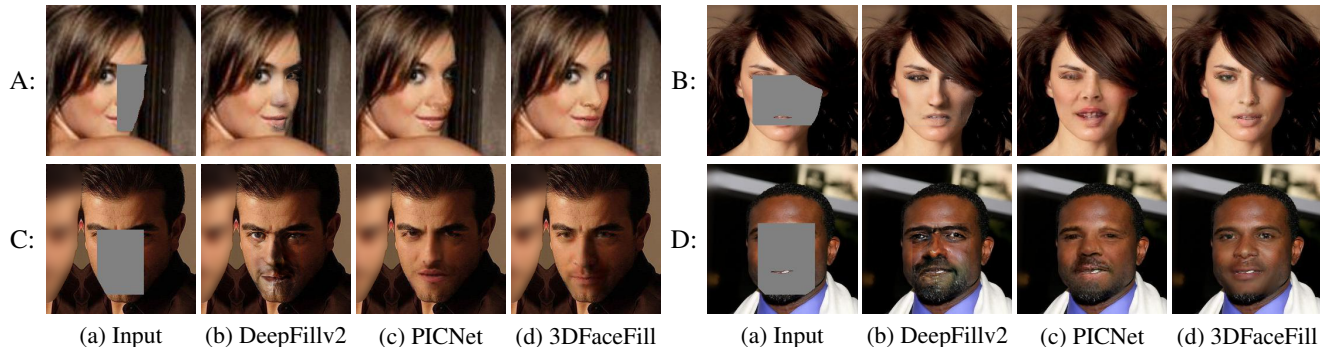 A:
B:
C:
D:
(a) Input (b) DeepFillv2 (c) PICNet (d) 3DFaceFill (a) Input (b) DeepFillv2 (c) PICNet (d) 3DFaceFill